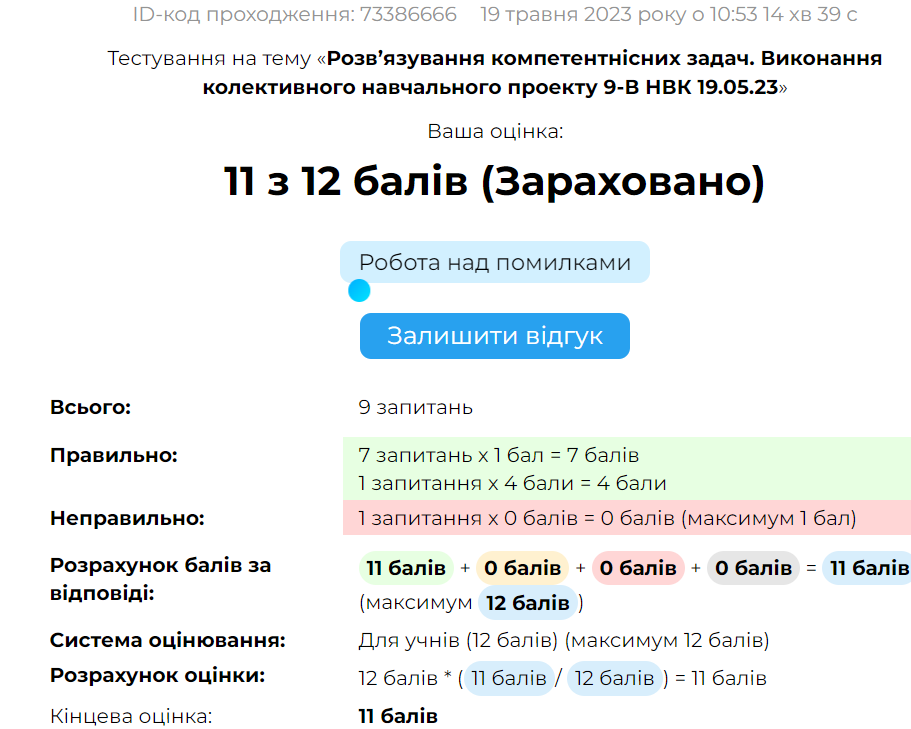 ID-код проходження: 73386666 19 травня 2023 року о 10:53 14 хв 39 с
Тестування на тему «Розв’язування компетентнісних задач. Виконання
колективного навчального проекту 9-В НВК 19.05.23»
Ваша оцінка:
11 з 12 балів (Зараховано)
Робота над помилками
Залишити відгук
Всього: 9 запитань
Правильно: 7 запитань x 1 бал = 7 балів
1 запитання x 4 бали = 4 бали
Неправильно: 1 запитання x 0 балів = 0 балів (максимум 1 бал)
Розрахунок балів за
відповіді:
11 балів + 0 балів + 0 балів + 0 балів = 11 балів
(максимум 12 балів)
Система оцінювання: Для учнів (12 балів) (максимум 12 балів)
Розрахунок оцінки: 12 балів * (11 балів / 12 балів) = 11 балів
Кінцева оцінка: 11 балів